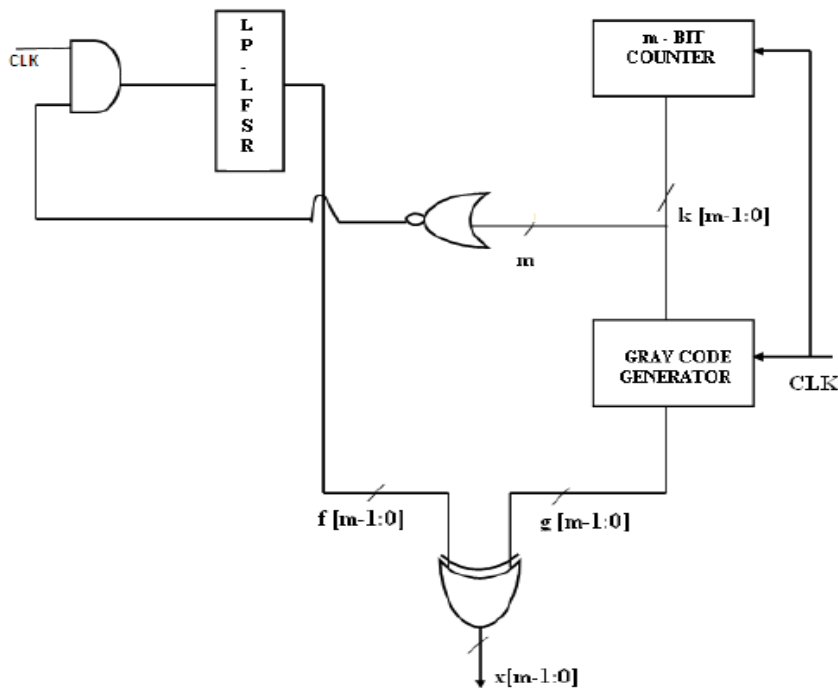 CLK
L
P
-
L
F
S
R
m - BIT
COUNTER
k [m-1:0]
m
GRAY CODE
GENERATOR
CLK
f [m-1:0]
g [m-1:0]
x[m-1:0]